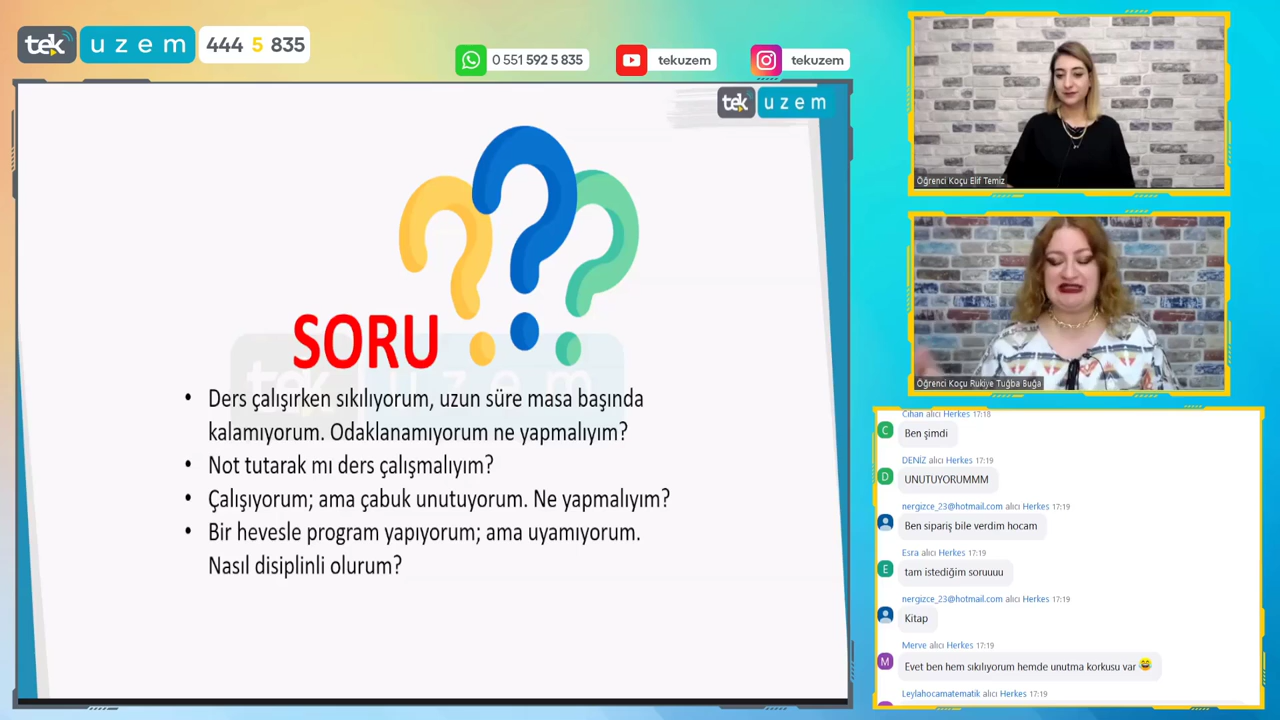 tek uzem 444 5 835
0 551 592 5 835
tekuzem
tekuzem
tek uzem
SORU
tek uzem
• Ders çalışırken sıkılıyorum, uzun süre masa başında
kalamıyorum. Odaklanamıyorum ne yapmalıyım?
• Not tutarak mı ders çalışmalıyım?
• Çalışıyorum; ama çabuk unutuyorum. Ne yapmalıyım?
• Bir hevesle program yapıyorum; ama uyamıyorum.
Nasıl disiplinli olurum?
Öğrenci Koçu Elif Temiz
Öğrenci Koçu Rukiye Tuğba Buğa
Cihan alıcı Herkes 17:18
C
Ben şimdi
DENİZ alıcı Herkes 17:19
D
UNUTUYORUMMM
nergizce_23@hotmail.com alıcı Herkes 17:19
Ben sipariş bile verdim hocam
Esra alıcı Herkes 17:19
E
tam istediğim soruuuu
nergizce_23@hotmail.com alıcı Herkes 17:19
Kitap
Merve alıcı Herkes 17:19
M
Evet ben hem sıkılıyorum hemde unutma korkusu var 😅
Leylahocamatematik alıcı Herkes 17:19